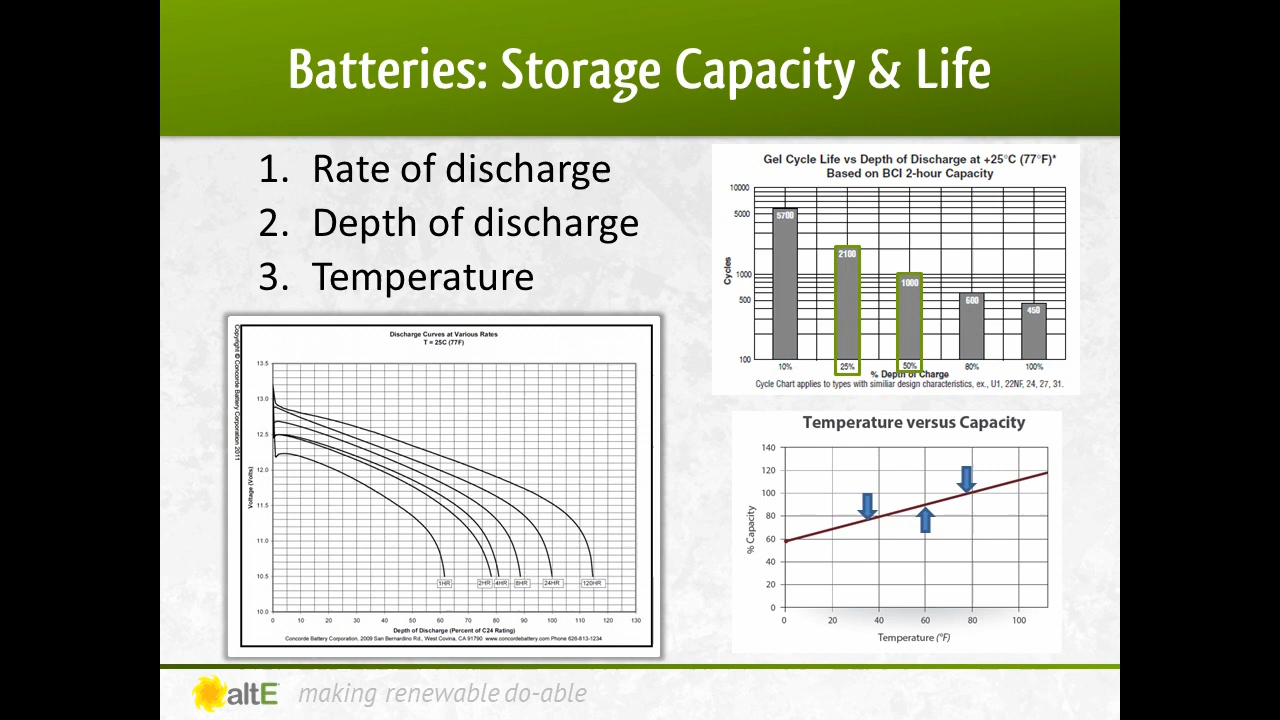 Batteries: Storage Capacity & Life
1. Rate of discharge
2. Depth of discharge
3. Temperature
Discharge Curves at Various Rates
T = 25C (77F)
Copyright © Concorde Battery Corporation 2011
Voltage (Volts)
13.5
13.0
12.5
12.0
11.5
11.0
10.5
10.0
1HR 2HR 4HR 8HR 24HR 120HR
0 10 20 30 40 50 60 70 80 90 100 110 120 130
Depth of Discharge (Percent of C24 Rating)
Concorde Battery Corporation, 2009 San Bernardino Rd., West Covina, CA 91790 www.concordebattery.com Phone 626-813-1234
Gel Cycle Life vs Depth of Discharge at +25°C (77°F)*
Based on BCI 2-hour Capacity
Cycles
10000
5000
1000
500
100
5700
2100
1000
600
450
10% 25% 50% 80% 100%
% Depth of Charge
Cycle Chart applies to types with similiar design characteristics, ex., U1, 22NF, 24, 27, 31.
Temperature versus Capacity
% Capacity
140
120
100
80
60
40
20
0
0 20 40 60 80 100
Temperature (°F)
altE making renewable do-able